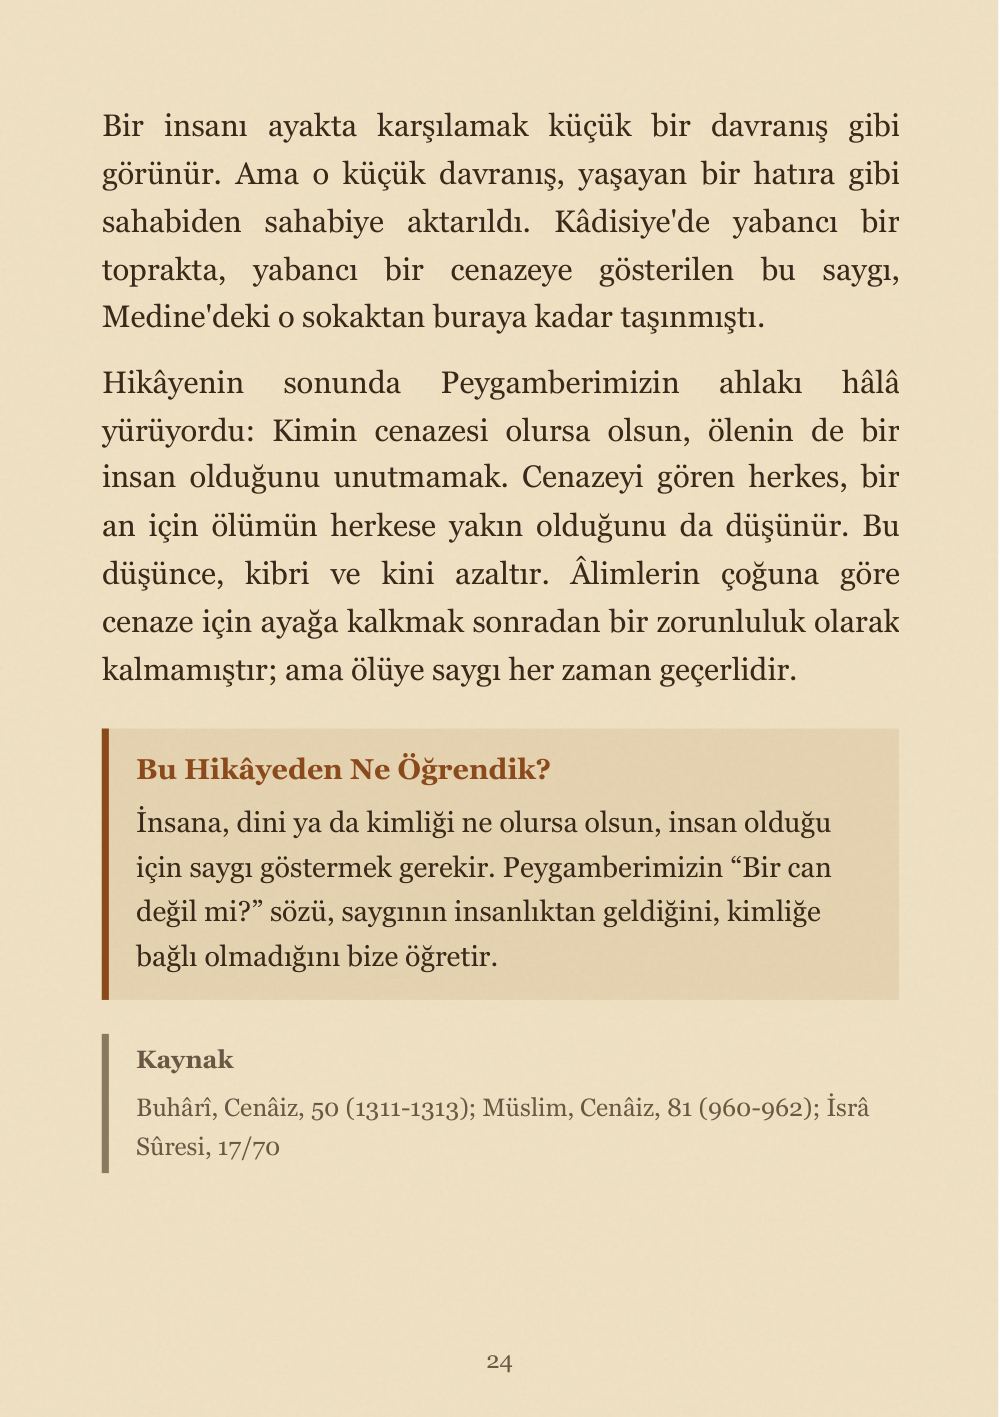 Bir insanı ayakta karşılamak küçük bir davranış gibi
görünür. Ama o küçük davranış, yaşayan bir hatıra gibi
sahabiden sahabiye aktarıldı. Kâdisiye'de yabancı bir
toprakta, yabancı bir cenazeye gösterilen bu saygı,
Medine'deki o sokaktan buraya kadar taşınmıştı.
Hikâyenin sonunda Peygamberimizin ahlakı hâlâ
yürüyordu: Kimin cenazesi olursa olsun, ölenin de bir
insan olduğunu unutmamak. Cenazeyi gören herkes, bir
an için ölümün herkese yakın olduğunu da düşünür. Bu
düşünce, kibri ve kini azaltır. Âlimlerin çoğuna göre
cenaze için ayağa kalkmak sonradan bir zorunluluk olarak
kalmamıştır; ama ölüye saygı her zaman geçerlidir.
Bu Hikâyeden Ne Öğrendik?
İnsana, dini ya da kimliği ne olursa olsun, insan olduğu
için saygı göstermek gerekir. Peygamberimizin “Bir can
değil mi?” sözü, saygının insanlıktan geldiğini, kimliğe
bağlı olmadığını bize öğretir.
Kaynak
Buhârî, Cenâiz, 50 (1311-1313); Müslim, Cenâiz, 81 (960-962); İsrâ
Sûresi, 17/70
24